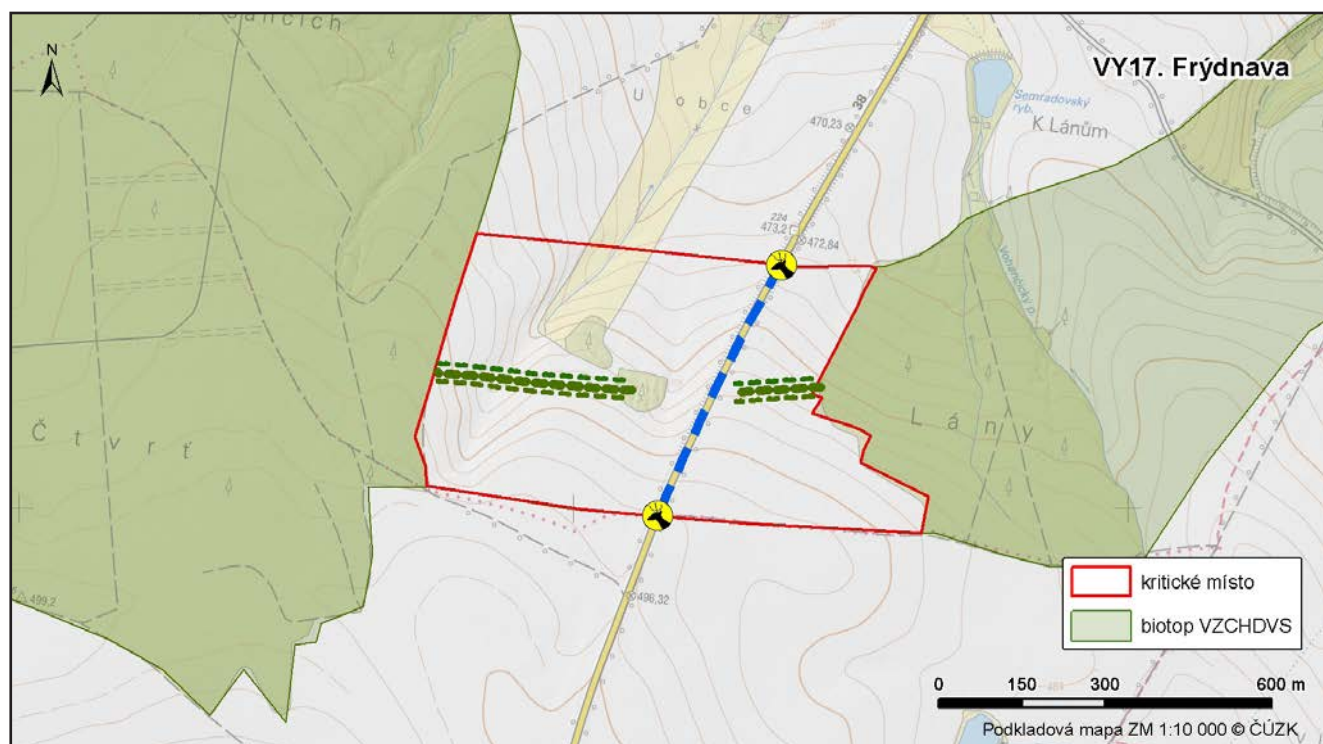 N
VY17. Frýdnava
U obce
38
470,23
Semradovský
ryb.
K Lánům
224
473,2
472,84
Čtvrť
Lány
499,2
496,32
kritické místo
biotop VZCHDVS
0 150 300 600 m
Podkladová mapa ZM 1:10 000 © ČÚZK